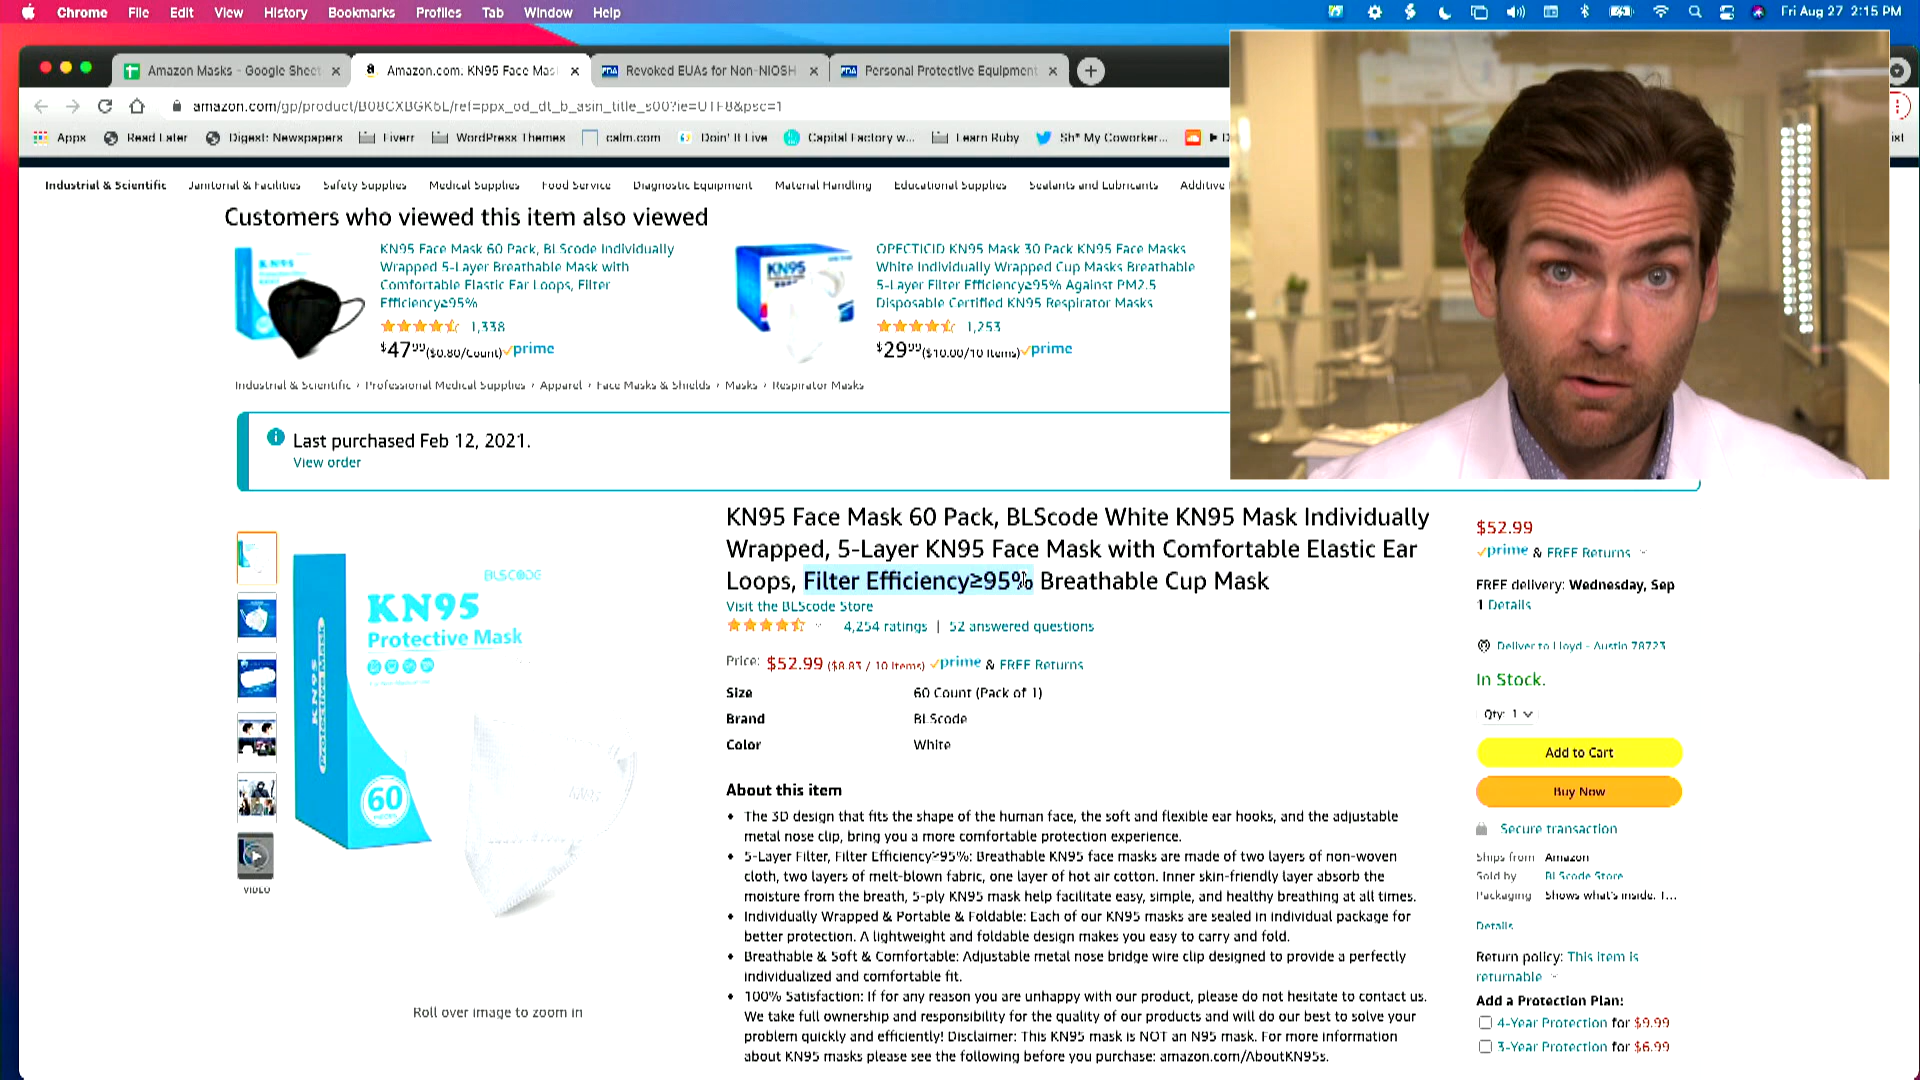 Chrome File Edit View History Bookmarks Profiles Tab Window Help
Fri Aug 27 2:15 PM
Amazon Masks - Google Sheet
Amazon.com: KN95 Face Mas
Revoked EUAs for Non-NIOSH
Personal Protective Equipment
amazon.com/gp/product/B08CXBGK5L/ref=ppx_od_dt_b_asin_title_s00?ie=UTF8&psc=1
Apps Read Later Digest: Newspapers Fiverr WordPress Themes calm.com Doin' It Live Capital Factory w... Learn Ruby Sh* My Coworker...
Industrial & Scientific Janitorial & Facilities Safety Supplies Medical Supplies Food Service Diagnostic Equipment Material Handling Educational Supplies Sealants and Lubricants Additive
Customers who viewed this item also viewed
KN95 Face Mask 60 Pack, BLScode Individually
Wrapped 5-Layer Breathable Mask with
Comfortable Elastic Ear Loops, Filter
Efficiency≥95%
1,338
$47.99 ($0.80/Count) prime
OPECTICID KN95 Mask 30 Pack KN95 Face Masks
White Individually Wrapped Cup Masks Breathable
5-Layer Filter Efficiency≥95% Against PM2.5
Disposable Certified KN95 Respirator Masks
1,253
$29.99 ($10.00/10 Items) prime
Industrial & Scientific › Professional Medical Supplies › Apparel › Face Masks & Shields › Masks › Respirator Masks
Last purchased Feb 12, 2021.
View order
BLSCODE
KN95
Protective Mask
KN95 Protective Mask
60
VIDEO
Roll over image to zoom in
KN95 Face Mask 60 Pack, BLScode White KN95 Mask Individually
Wrapped, 5-Layer KN95 Face Mask with Comfortable Elastic Ear
Loops, Filter Efficiency≥95% Breathable Cup Mask
Visit the BLScode Store
4,254 ratings | 52 answered questions
Price: $52.99 ($8.83 / 10 Items) prime & FREE Returns
Size 60 Count (Pack of 1)
Brand BLScode
Color White
About this item
• The 3D design that fits the shape of the human face, the soft and flexible ear hooks, and the adjustable
metal nose clip, bring you a more comfortable protection experience.
• 5-Layer Filter, Filter Efficiency≥95%: Breathable KN95 face masks are made of two layers of non-woven
cloth, two layers of melt-blown fabric, one layer of hot air cotton. Inner skin-friendly layer absorb the
moisture from the breath, 5-ply KN95 mask help facilitate easy, simple, and healthy breathing at all times.
• Individually Wrapped & Portable & Foldable: Each of our KN95 masks are sealed in individual package for
better protection. A lightweight and foldable design makes you easy to carry and fold.
• Breathable & Soft & Comfortable: Adjustable metal nose bridge wire clip designed to provide a perfectly
individualized and comfortable fit.
• 100% Satisfaction: If for any reason you are unhappy with our product, please do not hesitate to contact us.
We take full ownership and responsibility for the quality of our products and will do our best to solve your
problem quickly and efficiently! Disclaimer: This KN95 mask is NOT an N95 mask. For more information
about KN95 masks please see the following before you purchase: amazon.com/AboutKN95s.
$52.99
prime & FREE Returns
FREE delivery: Wednesday, Sep
1 Details
Deliver to Lloyd - Austin 78723
In Stock.
Qty: 1
Add to Cart
Buy Now
Secure transaction
Ships from Amazon
Sold by BLScode Store
Packaging Shows what's inside. T...
Details
Return policy: This item is
returnable
Add a Protection Plan:
4-Year Protection for $9.99
3-Year Protection for $6.99